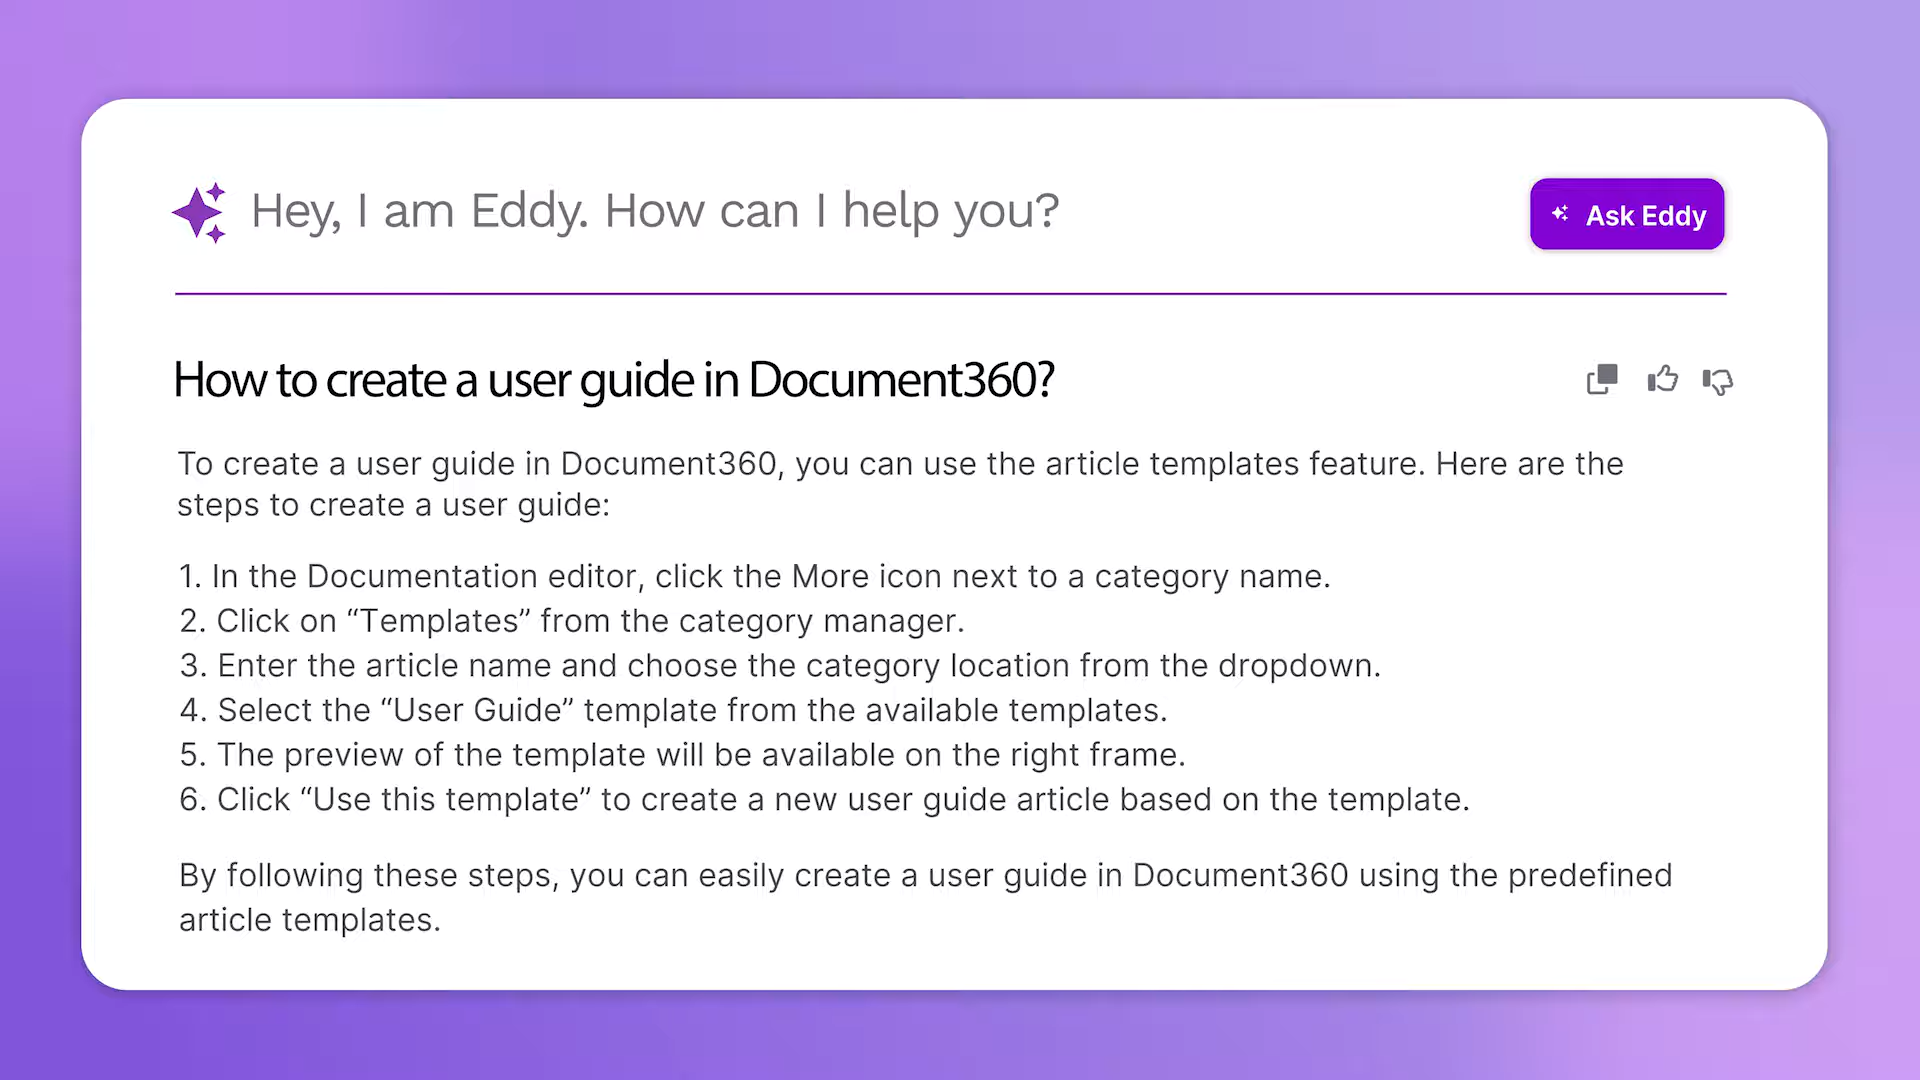 Hey, I am Eddy. How can I help you?
Ask Eddy
How to create a user guide in Document360?
To create a user guide in Document360, you can use the article templates feature. Here are the
steps to create a user guide:
1. In the Documentation editor, click the More icon next to a category name.
2. Click on “Templates” from the category manager.
3. Enter the article name and choose the category location from the dropdown.
4. Select the “User Guide” template from the available templates.
5. The preview of the template will be available on the right frame.
6. Click “Use this template” to create a new user guide article based on the template.
By following these steps, you can easily create a user guide in Document360 using the predefined
article templates.